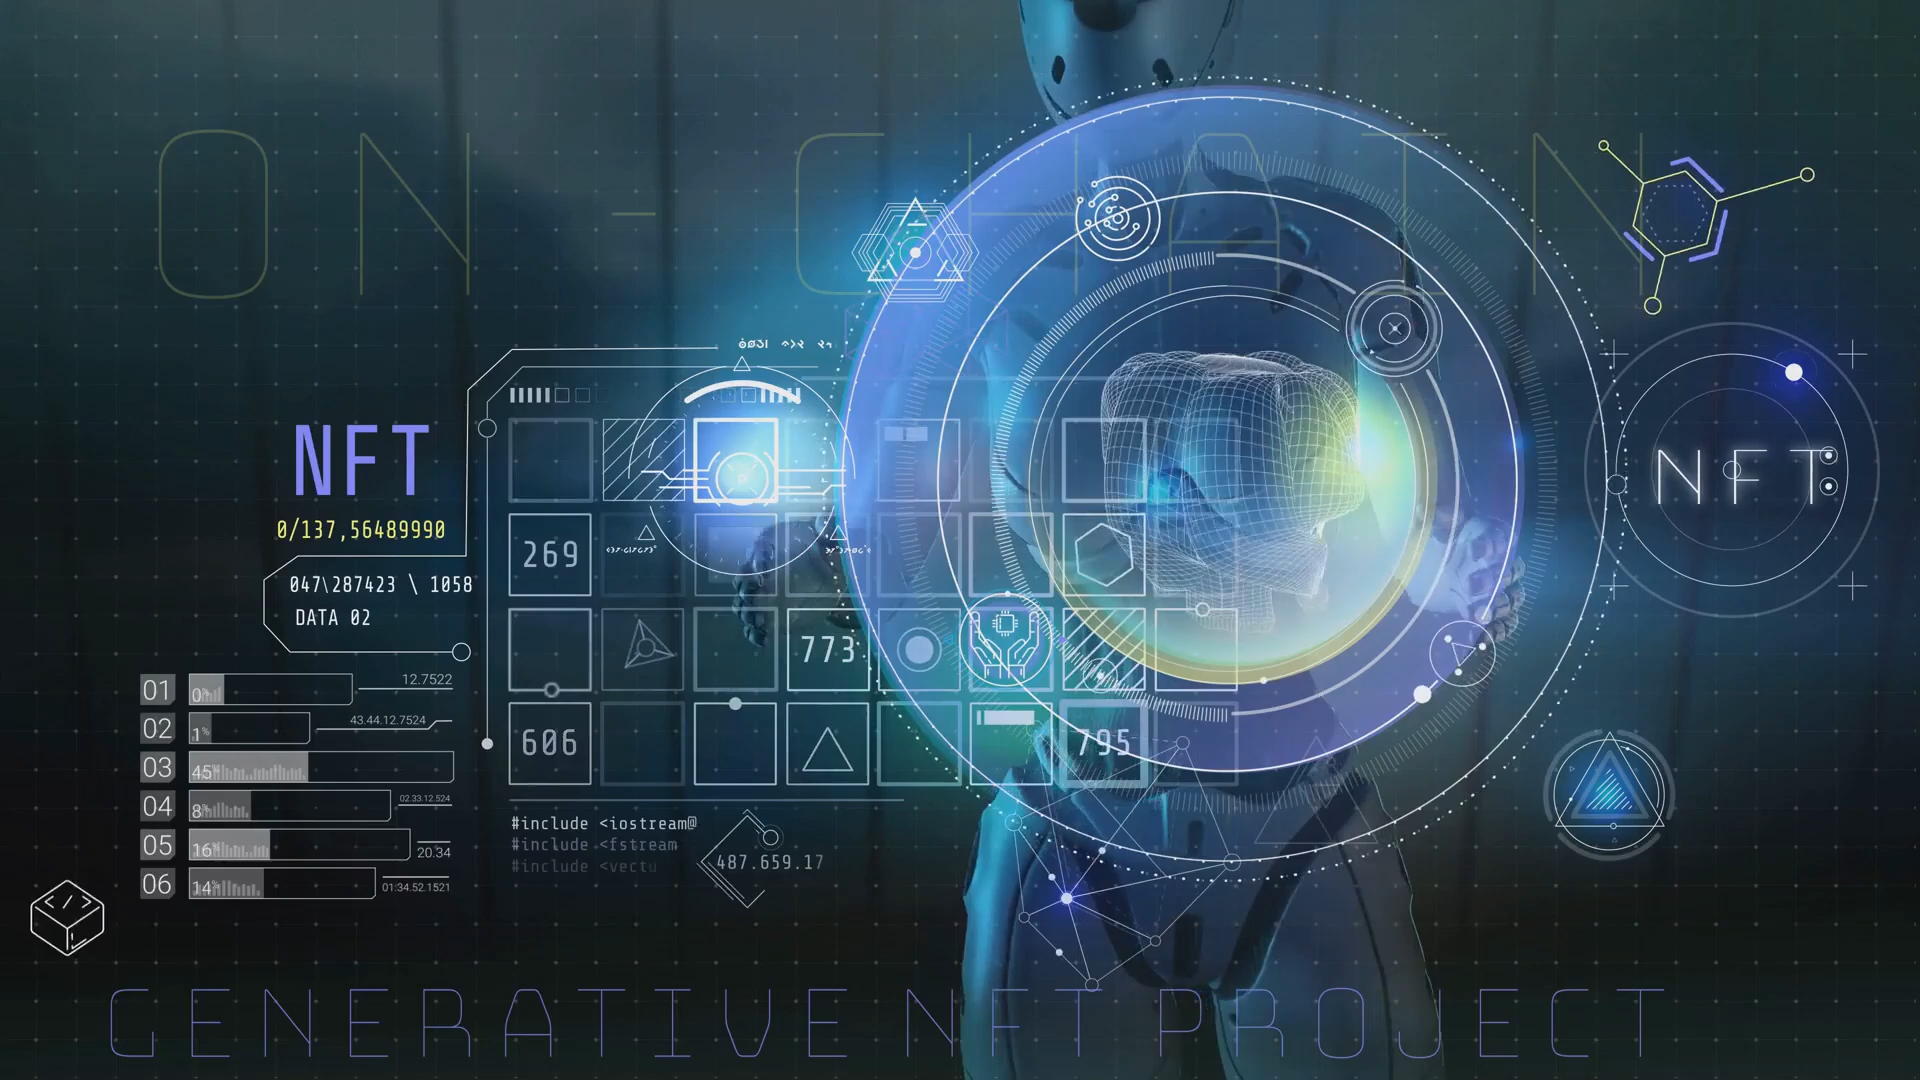 ON-CHAIN
NFT
0/137,56489990
047\287423 \ 1058
DATA 02
01 0% 12.7522
02 1% 43.44.12.7524
03 45%
04 8% 02.33.12.524
05 16% 20.34
06 14% 01:34.52.1521
269
773
606
795
#include <iostream@
#include <fstream
#include <vectu
487.659.17
</>
NFT
GENERATIVE NFT PROJECT